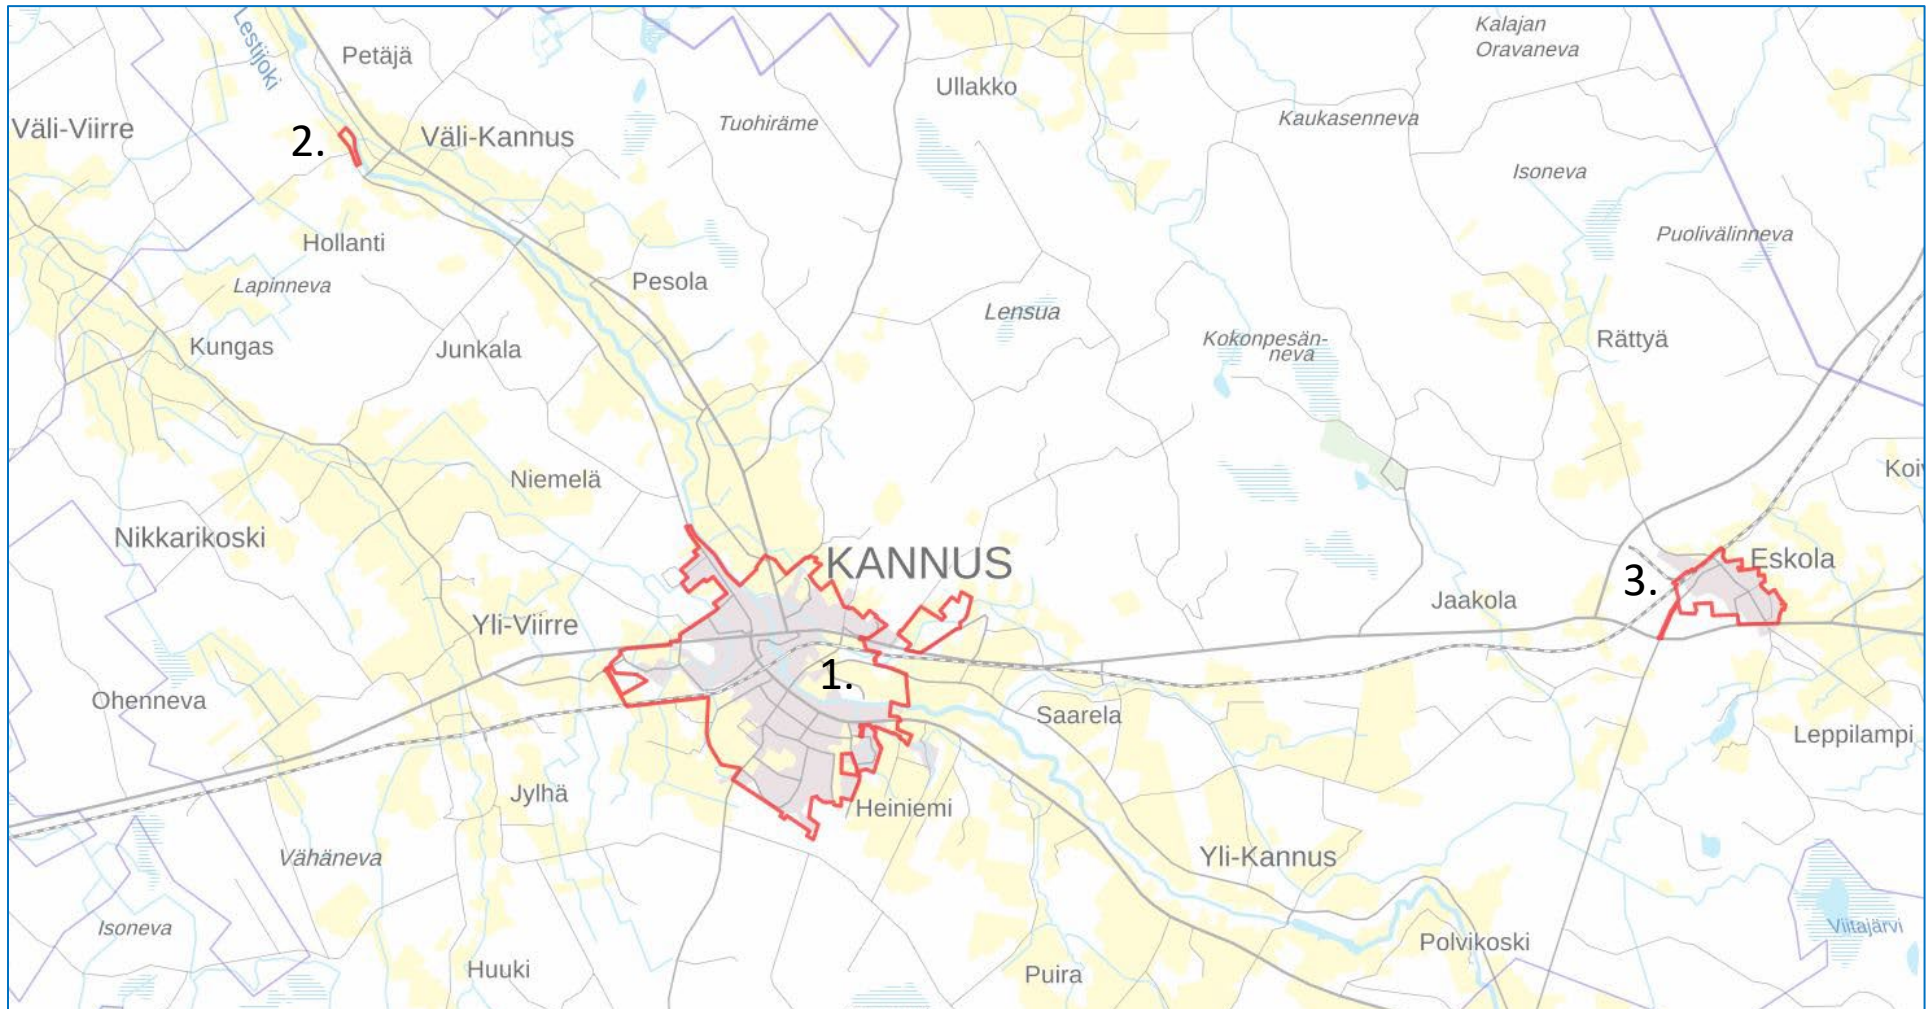 Lestijoki
Petäjä
Kalajan
Oravaneva
Ullakko
Väli-Viirre
2.
Väli-Kannus
Tuohiräme
Kaukasenneva
Isoneva
Hollanti
Puolivälinneva
Lapinneva
Pesola
Lensua
Kungas
Junkala
Kokonpesän-
neva
Rättyä
Niemelä
Koiv
Nikkarikoski
KANNUS
Eskola
3.
Jaakola
Yli-Viirre
1.
Ohenneva
Saarela
Leppilampi
Jylhä
Heiniemi
Vähäneva
Yli-Kannus
Isoneva
Viitajärvi
Polvikoski
Huuki
Puira